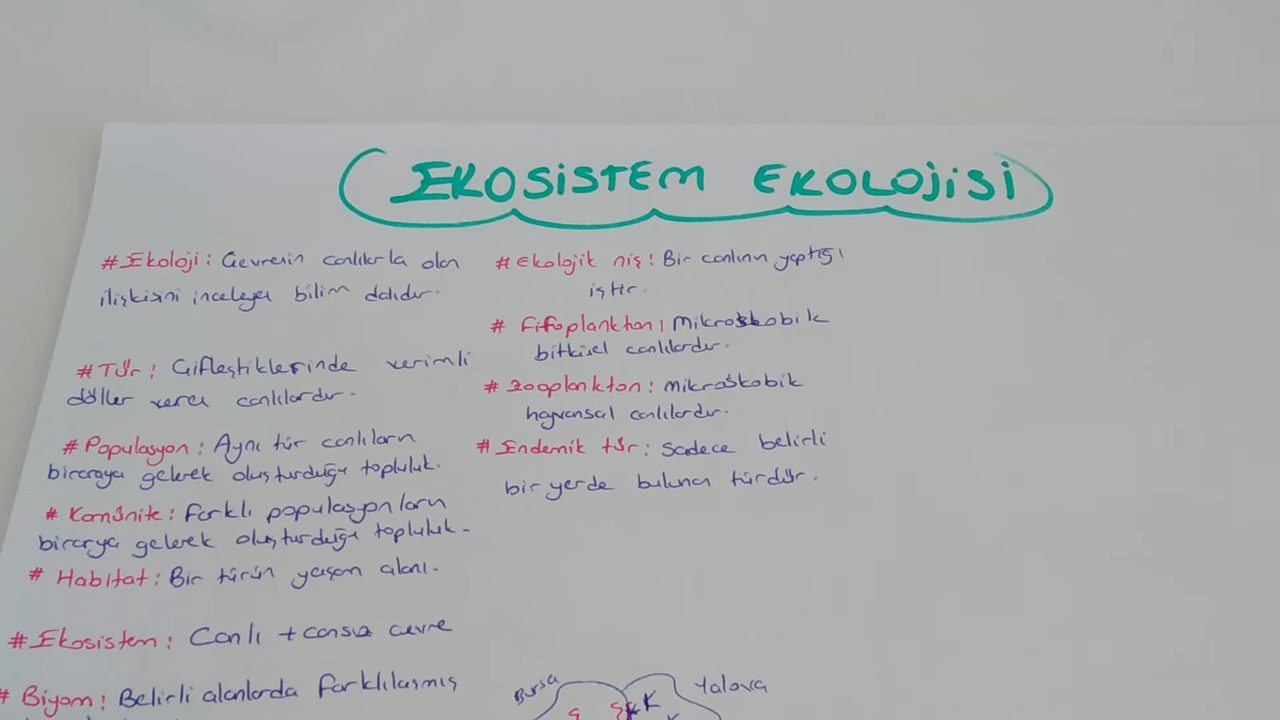 EKOSİSTEM EKOLOJİSİ
#Ekoloji: Çevrenin canlılarla olan
ilişkisini inceleyen bilim dalıdır.
#Tür: Çiftleştiklerinde verimli
döller veren canlılardır.
#Populasyon: Aynı tür canlıların
biraraya gelerek oluşturduğu topluluk.
#Komünite: Farklı populasyonların
biraraya gelerek oluşturduğu topluluk.
# Habitat: Bir türün yaşam alanı.
#Ekosistem: Canlı + cansız çevre
# Biyom: Belirli alanlarda farklılaşmış
#Ekolojik niş: Bir canlının yaptığı
iştir.
# Fitoplankton: Mikroskobik
bitkisel canlılardır.
# Zooplankton: Mikroskobik
hayvansal canlılardır.
# Endemik tür: Sadece belirli
bir yerde bulunan türdür.
Bursa
Yalova